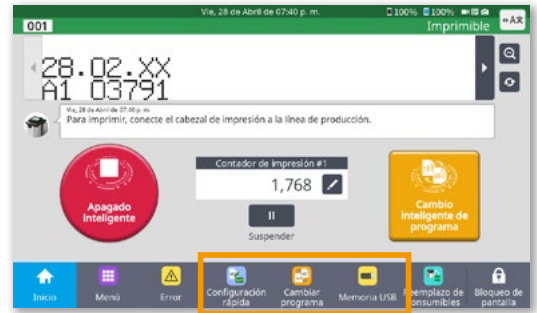 Vie, 28 de Abril de 07:40 p. m.
100% 100%
001
Imprimible
28.02.XX
A1 03791
Vie, 28 de Abril de 07:40 p. m.
Para imprimir, conecte el cabezal de impresión a la línea de producción.
Contador de impresión #1
1,768
Suspender
Apagado
Inteligente
Cambio
inteligente de
programa
Inicio
Menú
Error
Configuración
rápida
Cambiar
programa
Memoria USB
Reemplazo de
consumibles
Bloqueo de
pantalla